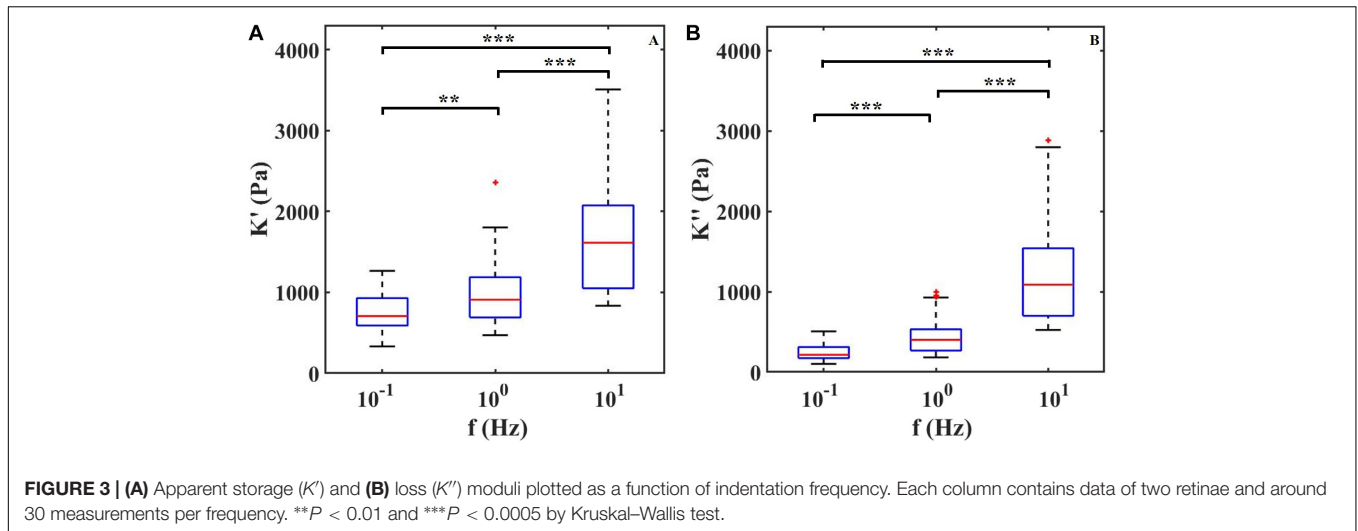 A
A
***
***
**
4000
3000
2000
1000
0
K' (Pa)
10^-1 10^0 10^1
f (Hz)
B
B
***
***
***
4000
3000
2000
1000
0
K'' (Pa)
10^-1 10^0 10^1
f (Hz)
FIGURE 3 | (A) Apparent storage (K′) and (B) loss (K″) moduli plotted as a function of indentation frequency. Each column contains data of two retinae and around
30 measurements per frequency. **P < 0.01 and ***P < 0.0005 by Kruskal–Wallis test.